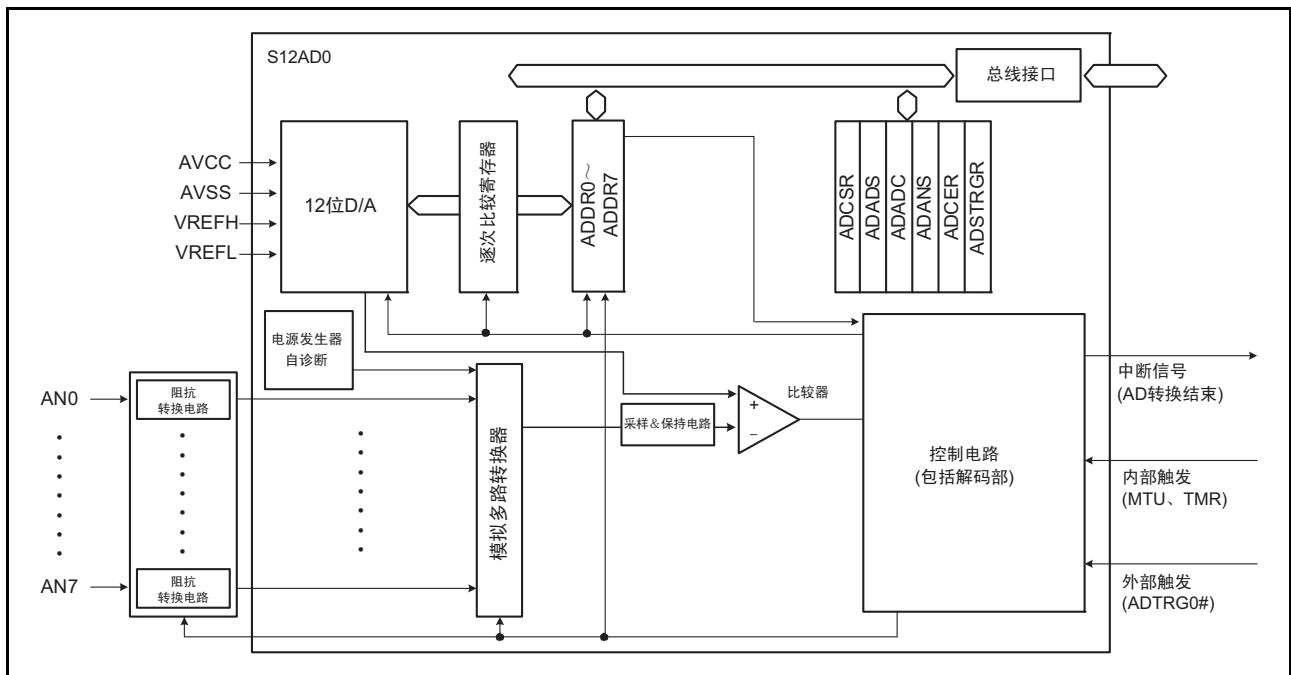 S12AD0
总线接口
AVCC
AVSS
VREFH
VREFL
12位D/A
逐次比较寄存器
ADDR0～
ADDR7
ADCSR
ADADS
ADADC
ADANS
ADCER
ADSTRGR
电源发生器
自诊断
AN0
阻抗
转换电路
AN7
阻抗
转换电路
模拟多路转换器
采样&保持电路
+
−
比较器
控制电路
(包括解码部)
中断信号
(AD转换结束)
内部触发
(MTU、TMR)
外部触发
(ADTRG0#)